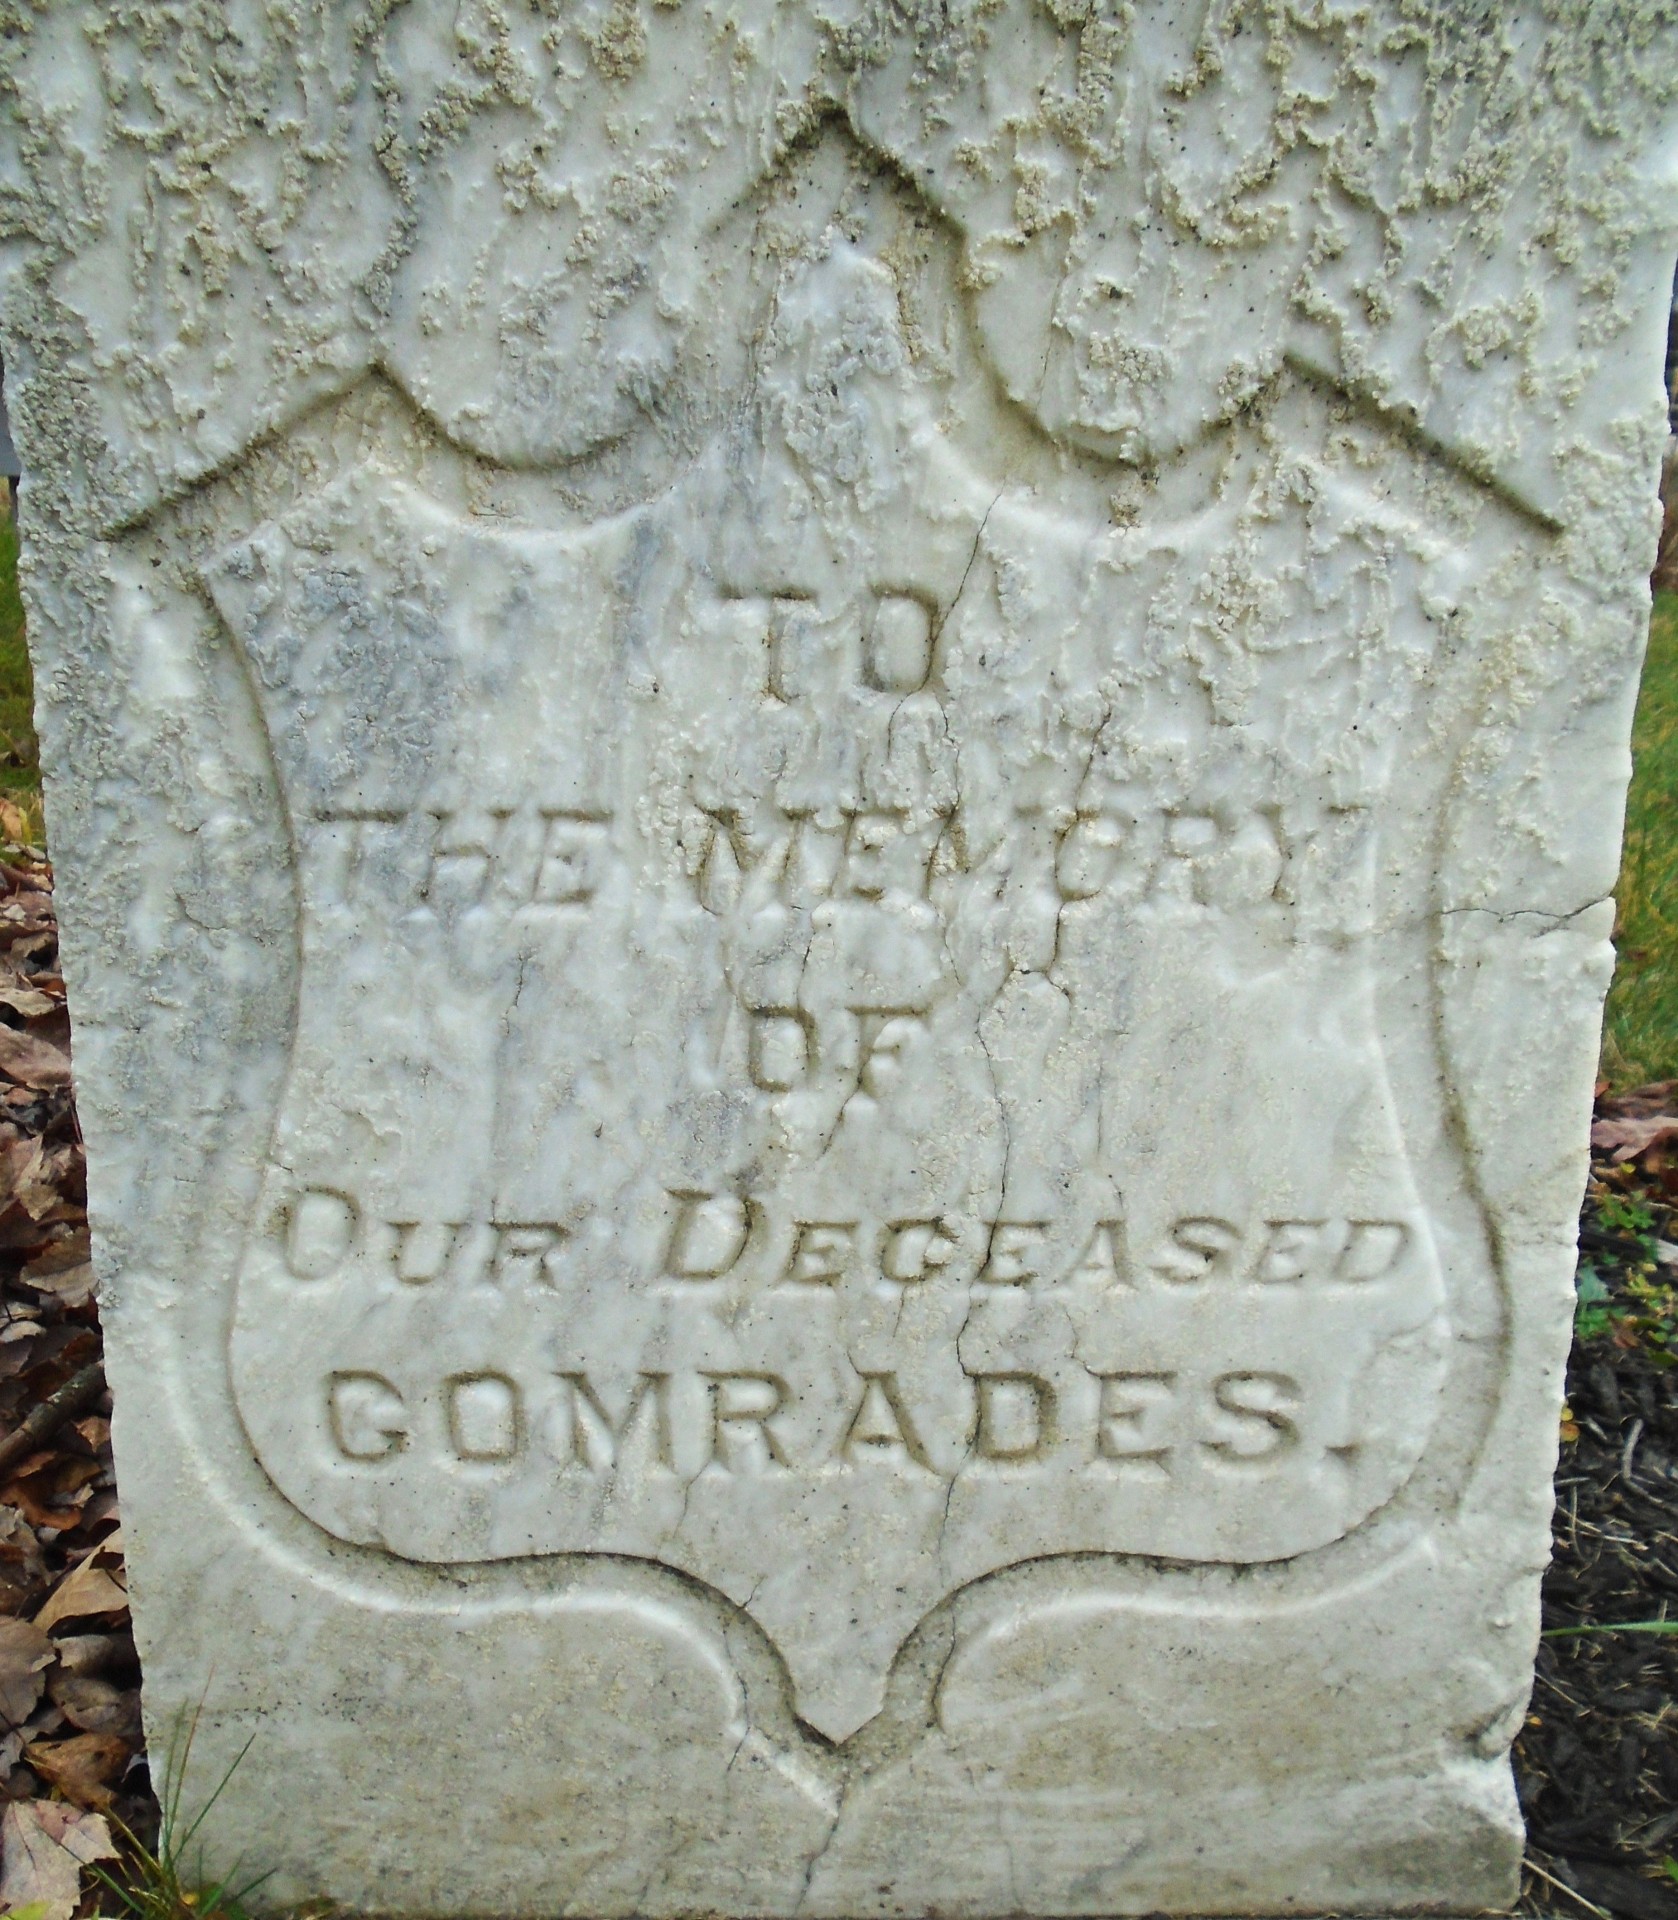 TO
THE MEMORY
OF
OUR DECEASED
COMRADES.